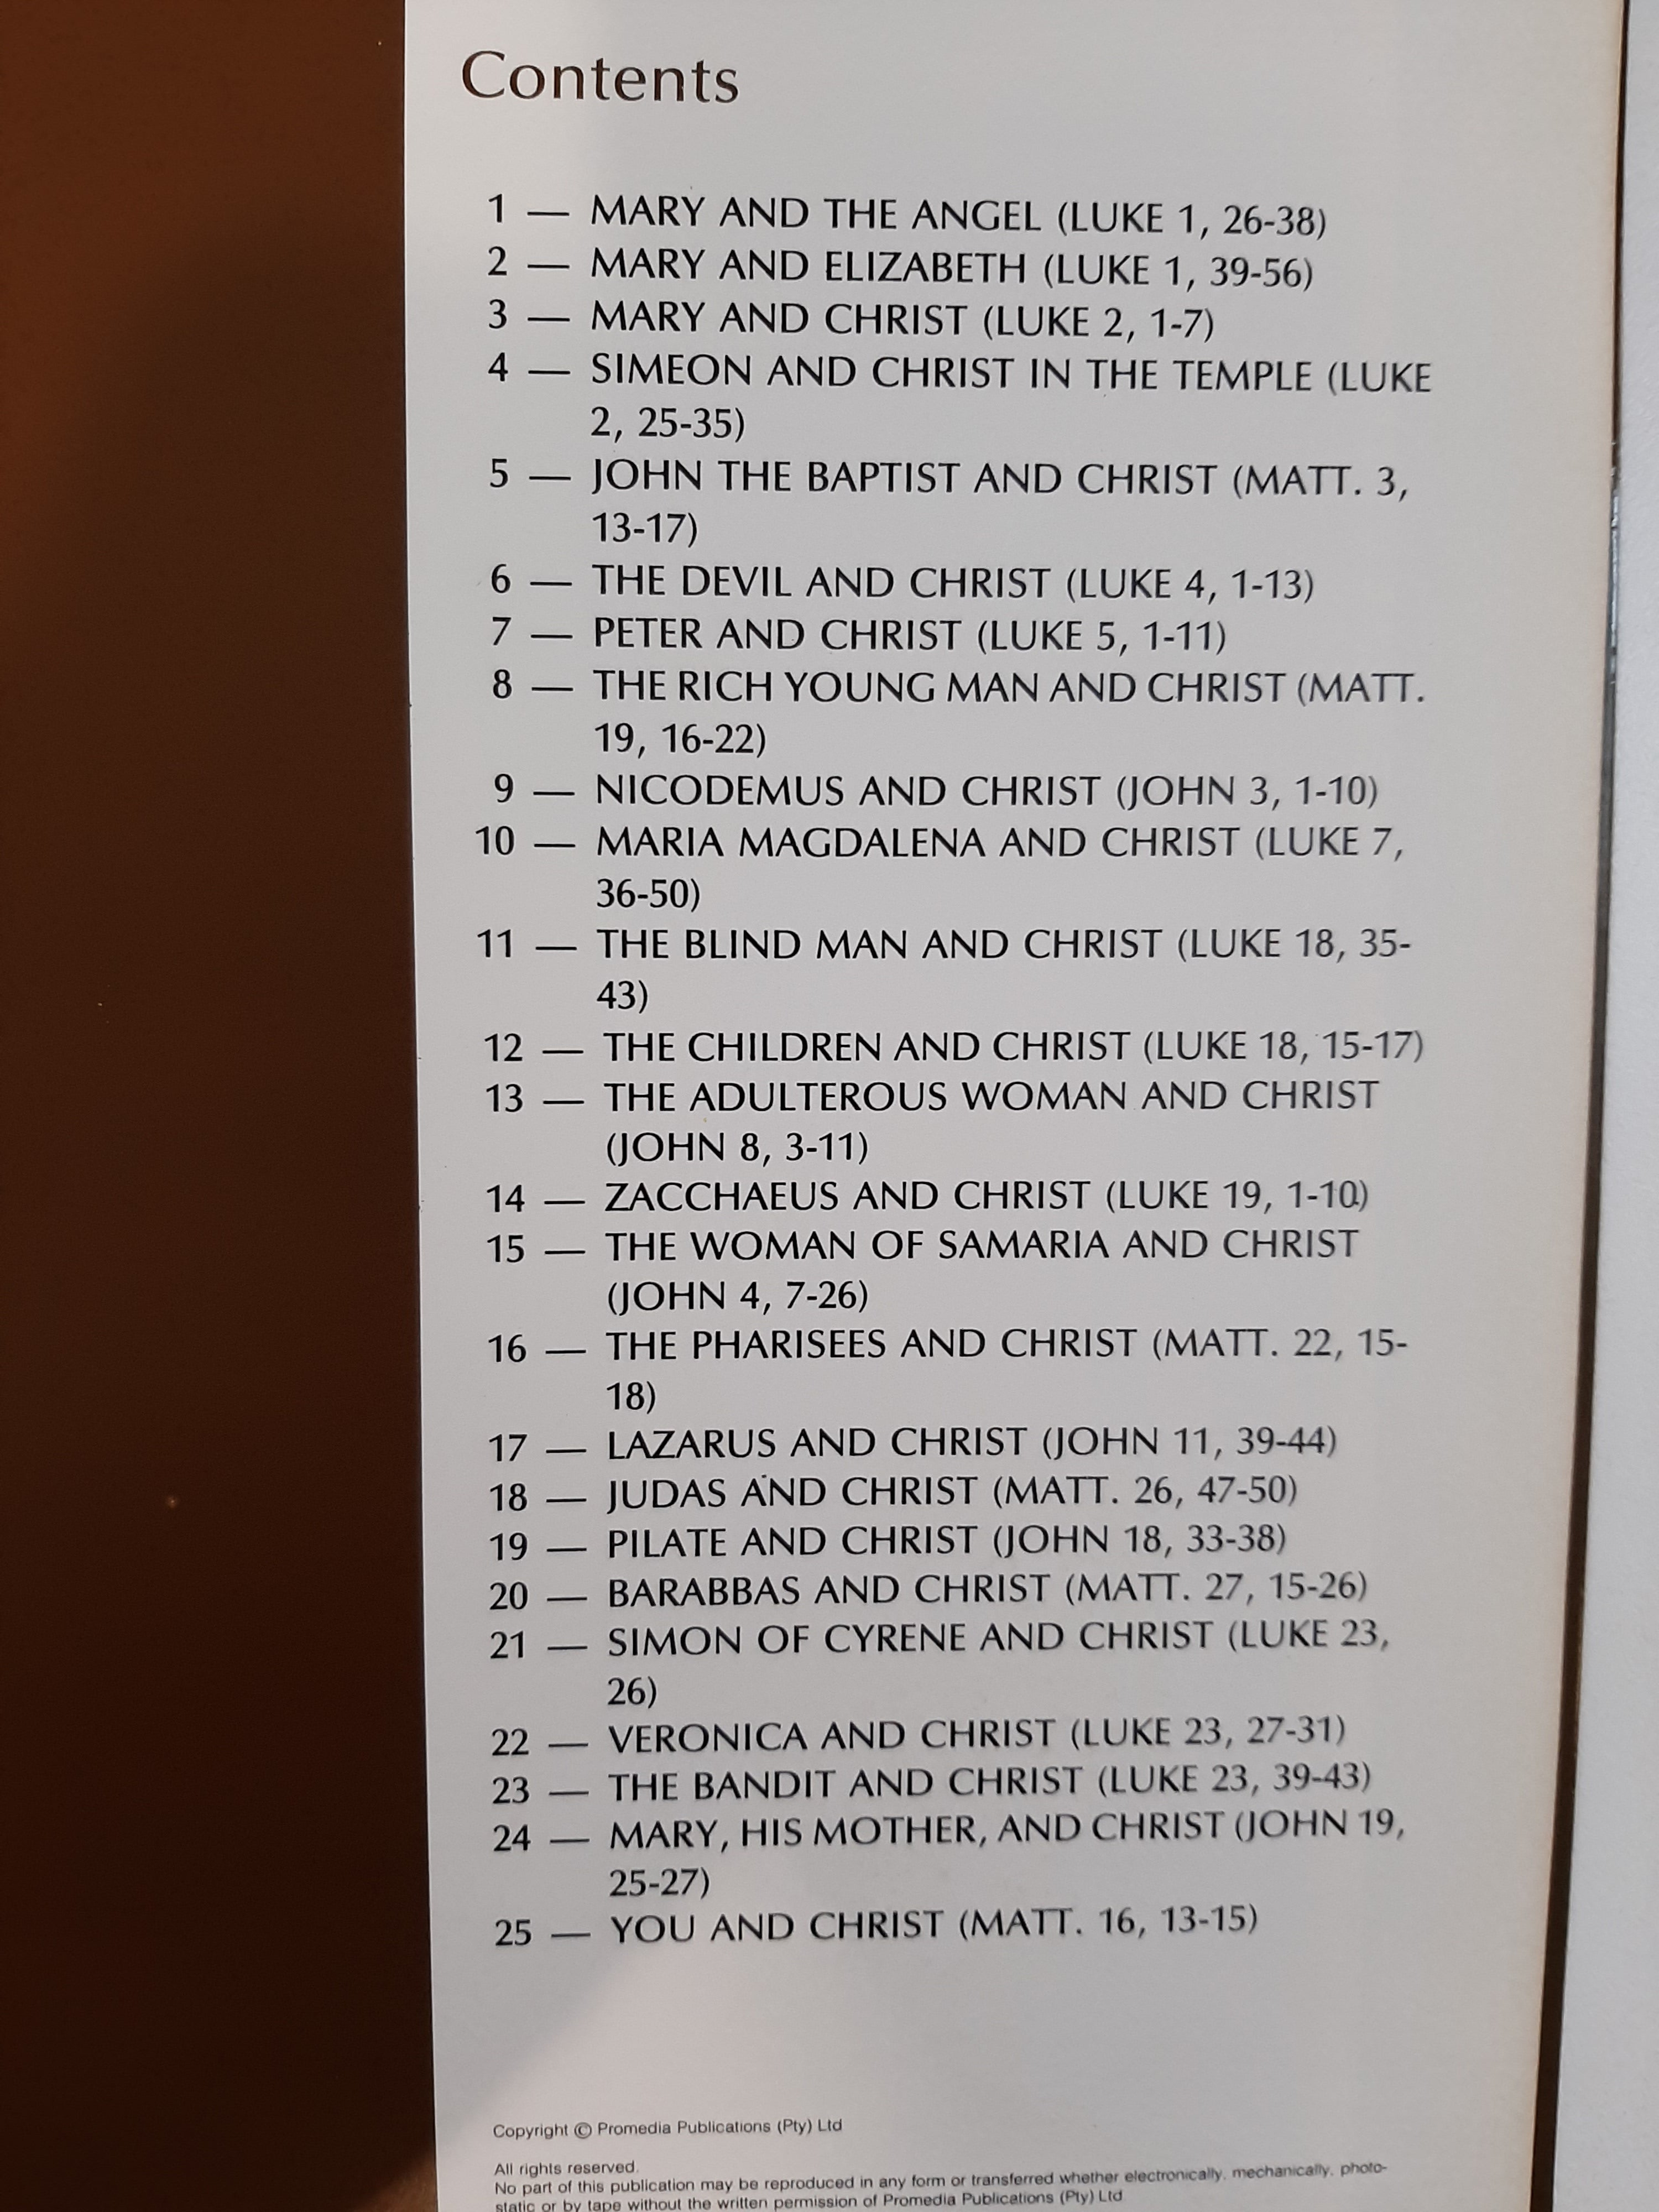 Contents
1 — MARY AND THE ANGEL (LUKE 1, 26-38)
2 — MARY AND ELIZABETH (LUKE 1, 39-56)
3 — MARY AND CHRIST (LUKE 2, 1-7)
4 — SIMEON AND CHRIST IN THE TEMPLE (LUKE
2, 25-35)
5 — JOHN THE BAPTIST AND CHRIST (MATT. 3,
13-17)
6 — THE DEVIL AND CHRIST (LUKE 4, 1-13)
7 — PETER AND CHRIST (LUKE 5, 1-11)
8 — THE RICH YOUNG MAN AND CHRIST (MATT.
19, 16-22)
9 — NICODEMUS AND CHRIST (JOHN 3, 1-10)
10 — MARIA MAGDALENA AND CHRIST (LUKE 7,
36-50)
11 — THE BLIND MAN AND CHRIST (LUKE 18, 35-
43)
12 — THE CHILDREN AND CHRIST (LUKE 18, 15-17)
13 — THE ADULTEROUS WOMAN AND CHRIST
(JOHN 8, 3-11)
14 — ZACCHAEUS AND CHRIST (LUKE 19, 1-10)
15 — THE WOMAN OF SAMARIA AND CHRIST
(JOHN 4, 7-26)
16 — THE PHARISEES AND CHRIST (MATT. 22, 15-
18)
17 — LAZARUS AND CHRIST (JOHN 11, 39-44)
18 — JUDAS AND CHRIST (MATT. 26, 47-50)
19 — PILATE AND CHRIST (JOHN 18, 33-38)
20 — BARABBAS AND CHRIST (MATT. 27, 15-26)
21 — SIMON OF CYRENE AND CHRIST (LUKE 23,
26)
22 — VERONICA AND CHRIST (LUKE 23, 27-31)
23 — THE BANDIT AND CHRIST (LUKE 23, 39-43)
24 — MARY, HIS MOTHER, AND CHRIST (JOHN 19,
25-27)
25 — YOU AND CHRIST (MATT. 16, 13-15)
Copyright © Promedia Publications (Pty) Ltd
All rights reserved.
No part of this publication may be reproduced in any form or transferred whether electronically, mechanically, photo-
static or by tape without the written permission of Promedia Publications (Pty) Ltd